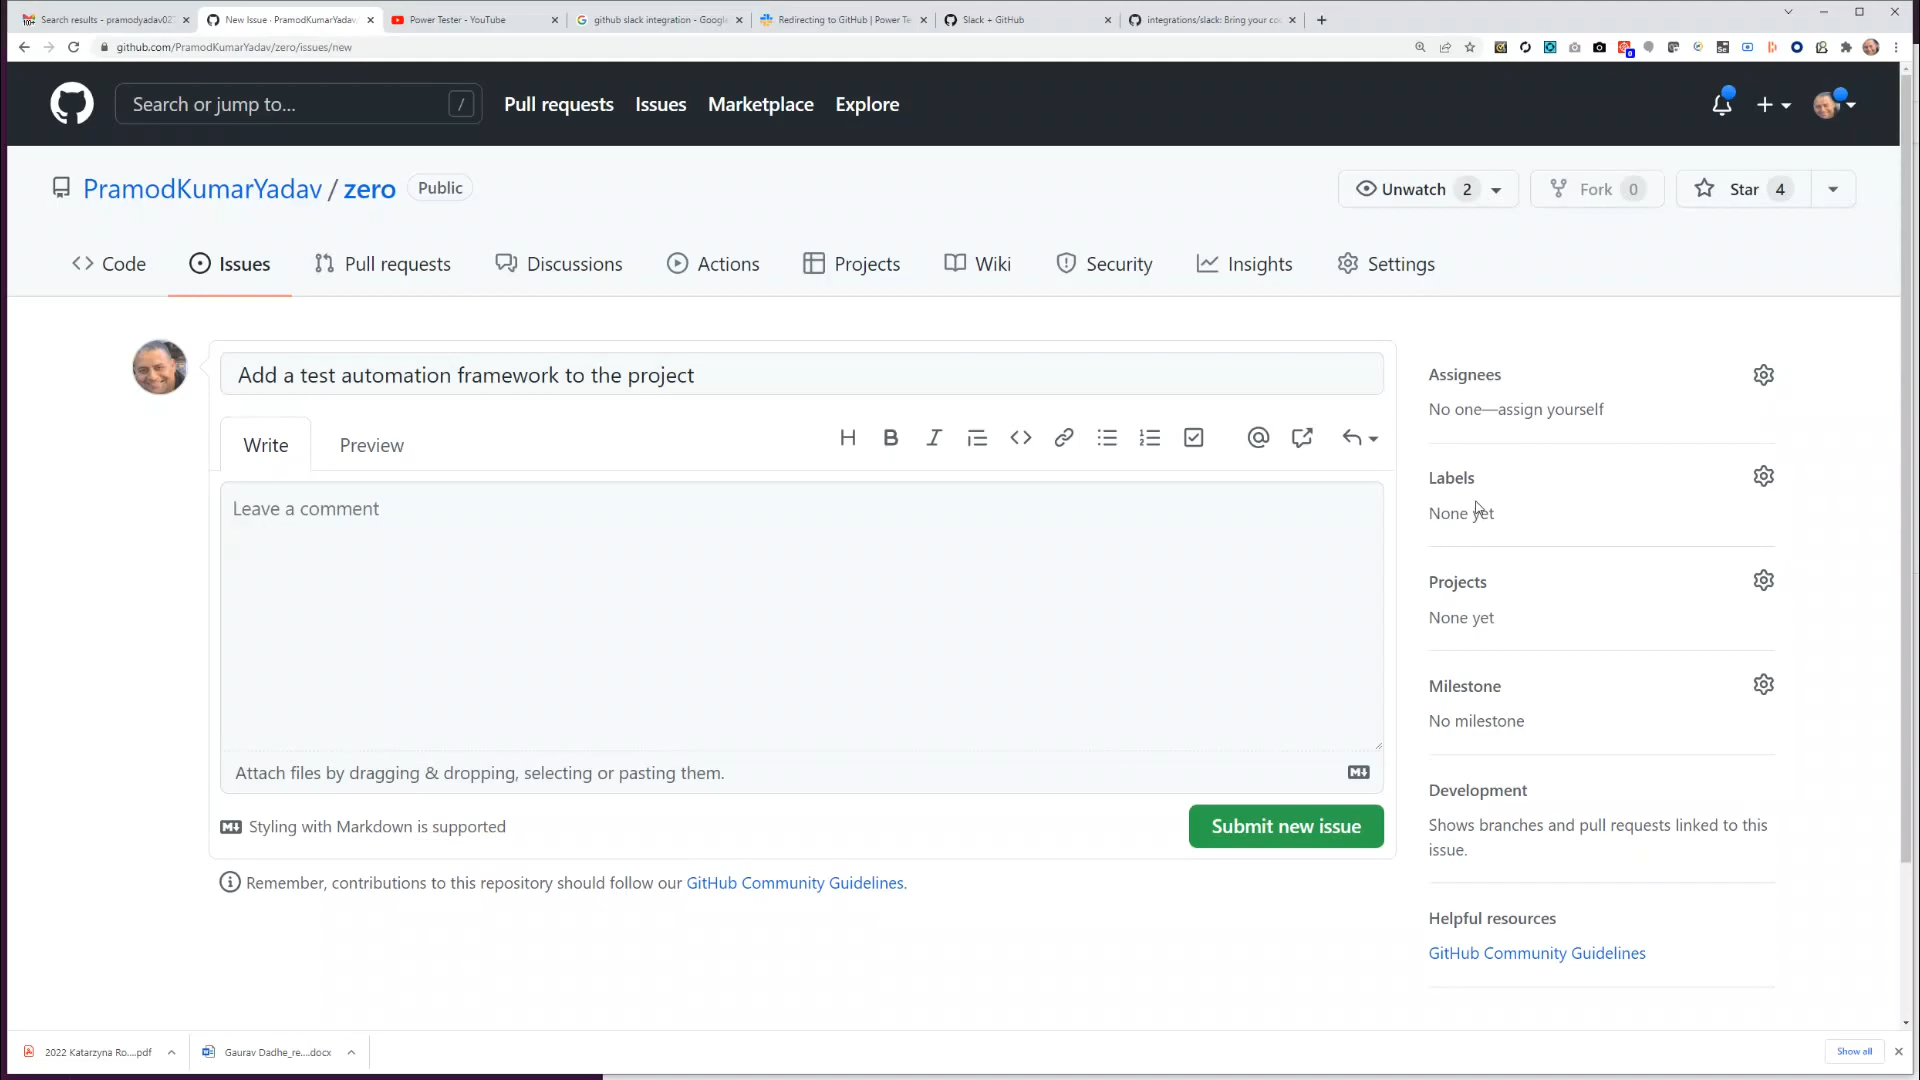 Search results - pramodyadav02
New Issue · PramodKumarYadav
Power Tester - YouTube
github slack integration - Google
Redirecting to GitHub | Power Te
Slack + GitHub
integrations/slack: Bring your co
github.com/PramodKumarYadav/zero/issues/new
Search or jump to...
/
Pull requests
Issues
Marketplace
Explore
PramodKumarYadav / zero
Public
Unwatch 2
Fork 0
Star 4
Code
Issues
Pull requests
Discussions
Actions
Projects
Wiki
Security
Insights
Settings
Add a test automation framework to the project
Write
Preview
H
B
I
Leave a comment
Attach files by dragging & dropping, selecting or pasting them.
Styling with Markdown is supported
Submit new issue
Remember, contributions to this repository should follow our GitHub Community Guidelines.
Assignees
No one—assign yourself
Labels
None yet
Projects
None yet
Milestone
No milestone
Development
Shows branches and pull requests linked to this
issue.
Helpful resources
GitHub Community Guidelines
2022 Katarzyna Ro....pdf
Gaurav Dadhe_re....docx
Show all